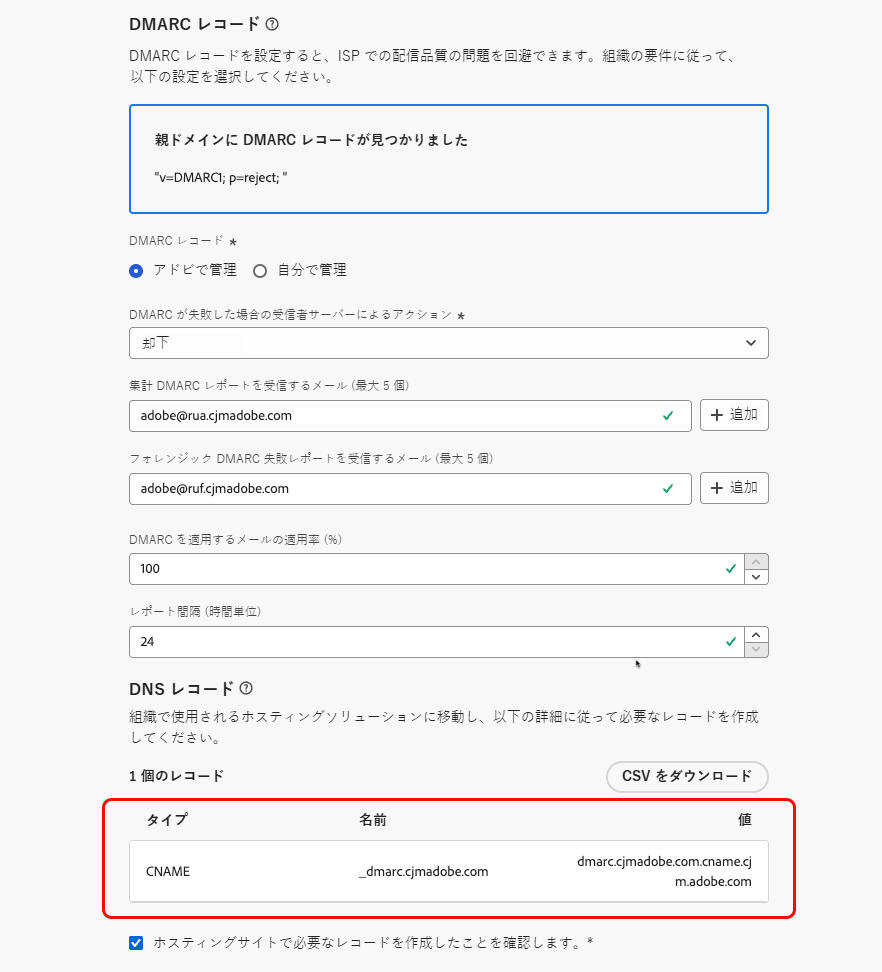 DMARC レコード
DMARC レコードを設定すると、ISP での配信品質の問題を回避できます。組織の要件に従って、
以下の設定を選択してください。
親ドメインに DMARC レコードが見つかりました
"v=DMARC1; p=reject; "
DMARC レコード *
アドビで管理 自分で管理
DMARC が失敗した場合の受信者サーバーによるアクション *
却下
集計 DMARC レポートを受信するメール (最大 5 個)
adobe@rua.cjmadobe.com + 追加
フォレンジック DMARC 失敗レポートを受信するメール (最大 5 個)
adobe@ruf.cjmadobe.com + 追加
DMARC を適用するメールの適用率 (%)
100
レポート間隔 (時間単位)
24
DNS レコード
組織で使用されるホスティングソリューションに移動し、以下の詳細に従って必要なレコードを作成
してください。
1 個のレコード CSV をダウンロード
タイプ 名前 値
CNAME _dmarc.cjmadobe.com dmarc.cjmadobe.com.cname.cj
m.adobe.com
ホスティングサイトで必要なレコードを作成したことを確認します。*